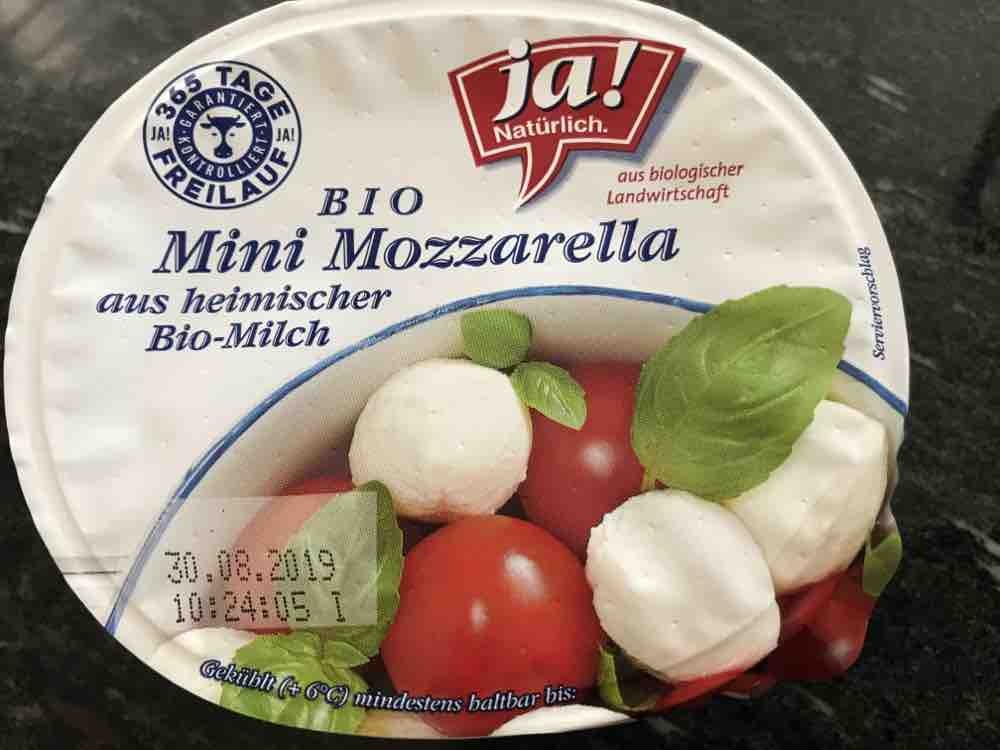 365 TAGE
GARANTIERT
JA! JA!
KONTROLLIERT
FREILAUF
ja!
Natürlich.
aus biologischer
Landwirtschaft
BIO
Mini Mozzarella
aus heimischer
Bio-Milch
Serviervorschlag
30.08.2019
10:24:05 I
Gekühlt (+ 6°C) mindestens haltbar bis: